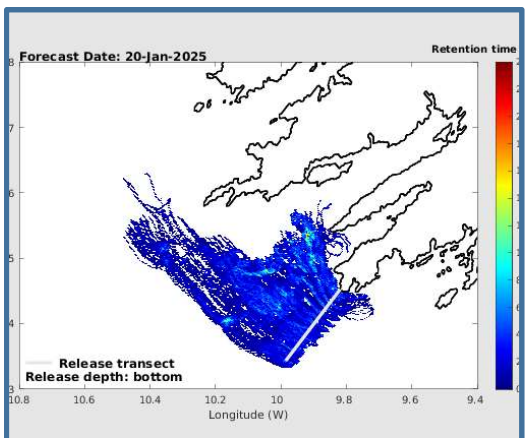 Retention time
Forecast Date: 20-Jan-2025
8
7
6
5
4
3
Release transect
Release depth: bottom
10.8 10.6 10.4 10.2 10 9.8 9.6 9.4
Longitude (W)